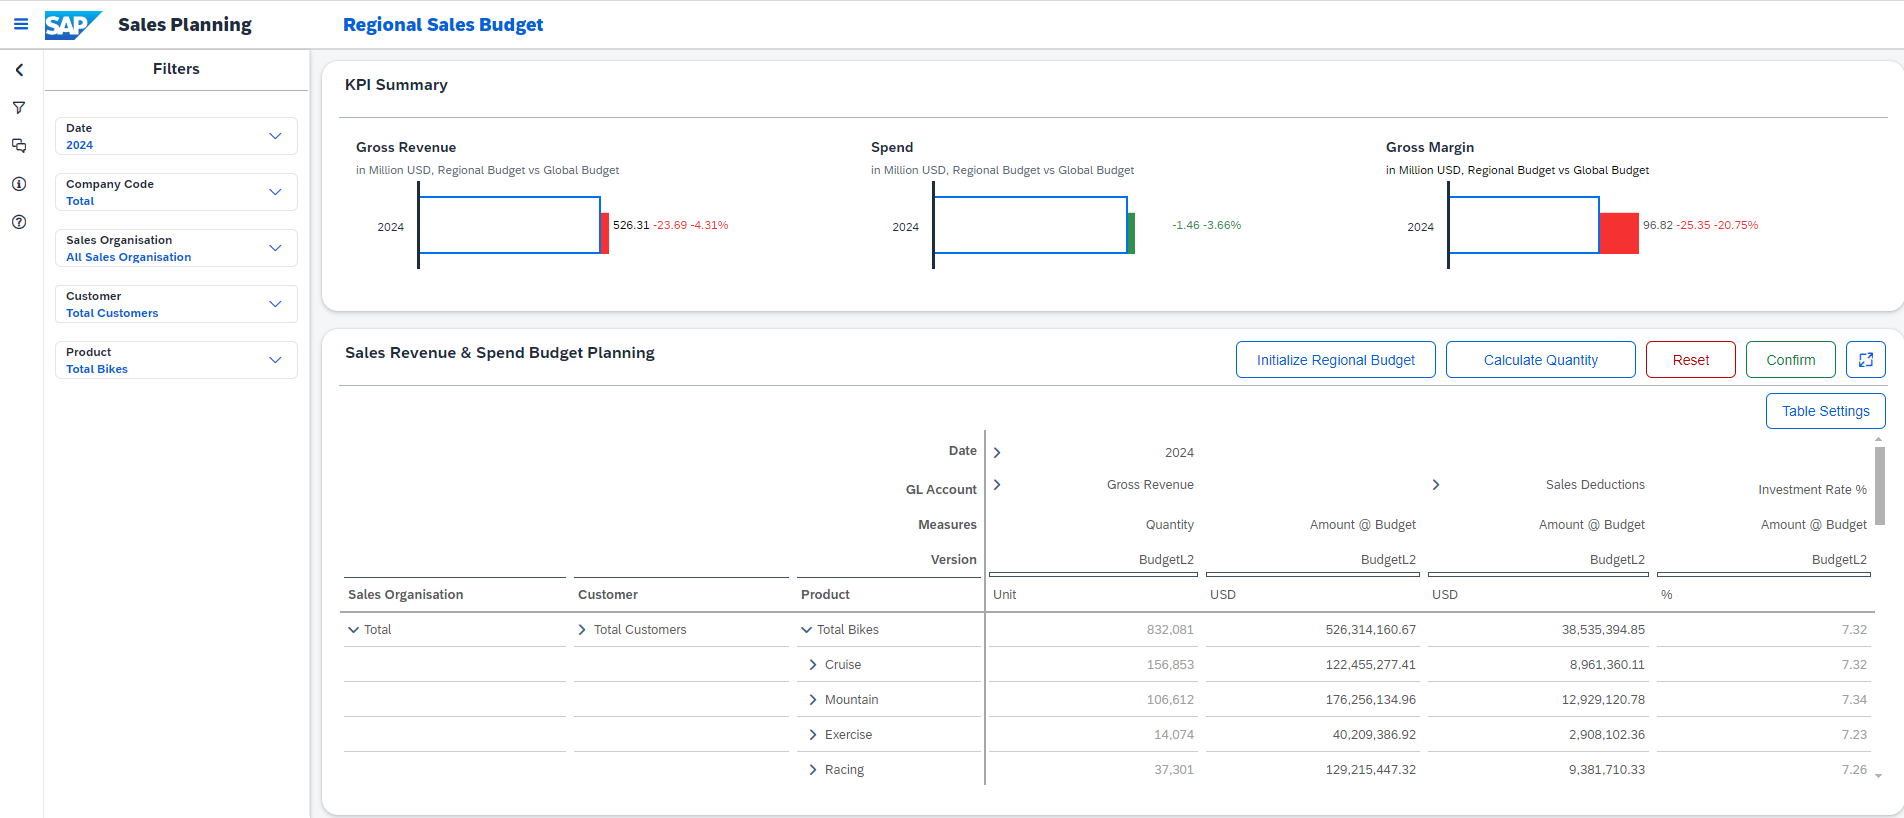 SAP Sales Planning Regional Sales Budget
Filters
Date
2024
Company Code
Total
Sales Organisation
All Sales Organisation
Customer
Total Customers
Product
Total Bikes
KPI Summary
Gross Revenue
in Million USD, Regional Budget vs Global Budget
2024 526.31 -23.69 -4.31%
Spend
in Million USD, Regional Budget vs Global Budget
2024 -1.46 -3.66%
Gross Margin
in Million USD, Regional Budget vs Global Budget
2024 96.82 -25.35 -20.75%
Sales Revenue & Spend Budget Planning
Initialize Regional Budget Calculate Quantity Reset Confirm
Table Settings
Date 2024
GL Account Gross Revenue Sales Deductions Investment Rate %
Measures Quantity Amount @ Budget Amount @ Budget Amount @ Budget
Version BudgetL2 BudgetL2 BudgetL2 BudgetL2
Sales Organisation Customer Product Unit USD USD %
Total Total Customers Total Bikes 832,081 526,314,160.67 38,535,394.85 7.32
Cruise 156,853 122,455,277.41 8,961,360.11 7.32
Mountain 106,612 176,256,134.96 12,929,120.78 7.34
Exercise 14,074 40,209,386.92 2,908,102.36 7.23
Racing 37,301 129,215,447.32 9,381,710.33 7.26